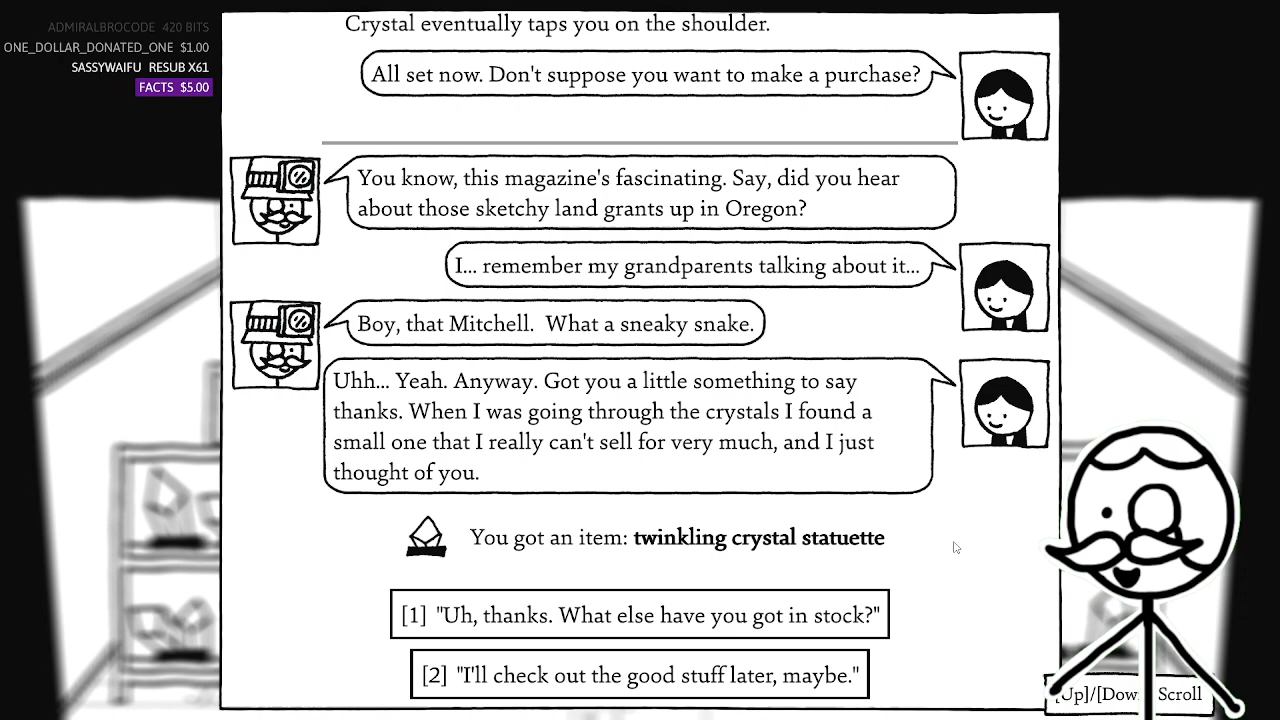 ADMIRALBROCODE 420 BITS
ONE_DOLLAR_DONATED_ONE $1.00
SASSYWAIFU RESUB X61
FACTS $5.00
Crystal eventually taps you on the shoulder.
All set now. Don't suppose you want to make a purchase?
You know, this magazine's fascinating. Say, did you hear
about those sketchy land grants up in Oregon?
I... remember my grandparents talking about it...
Boy, that Mitchell. What a sneaky snake.
Uhh... Yeah. Anyway. Got you a little something to say
thanks. When I was going through the crystals I found a
small one that I really can't sell for very much, and I just
thought of you.
You got an item: twinkling crystal statuette
[1] "Uh, thanks. What else have you got in stock?"
[2] "I'll check out the good stuff later, maybe."
Up]/[Down Scroll